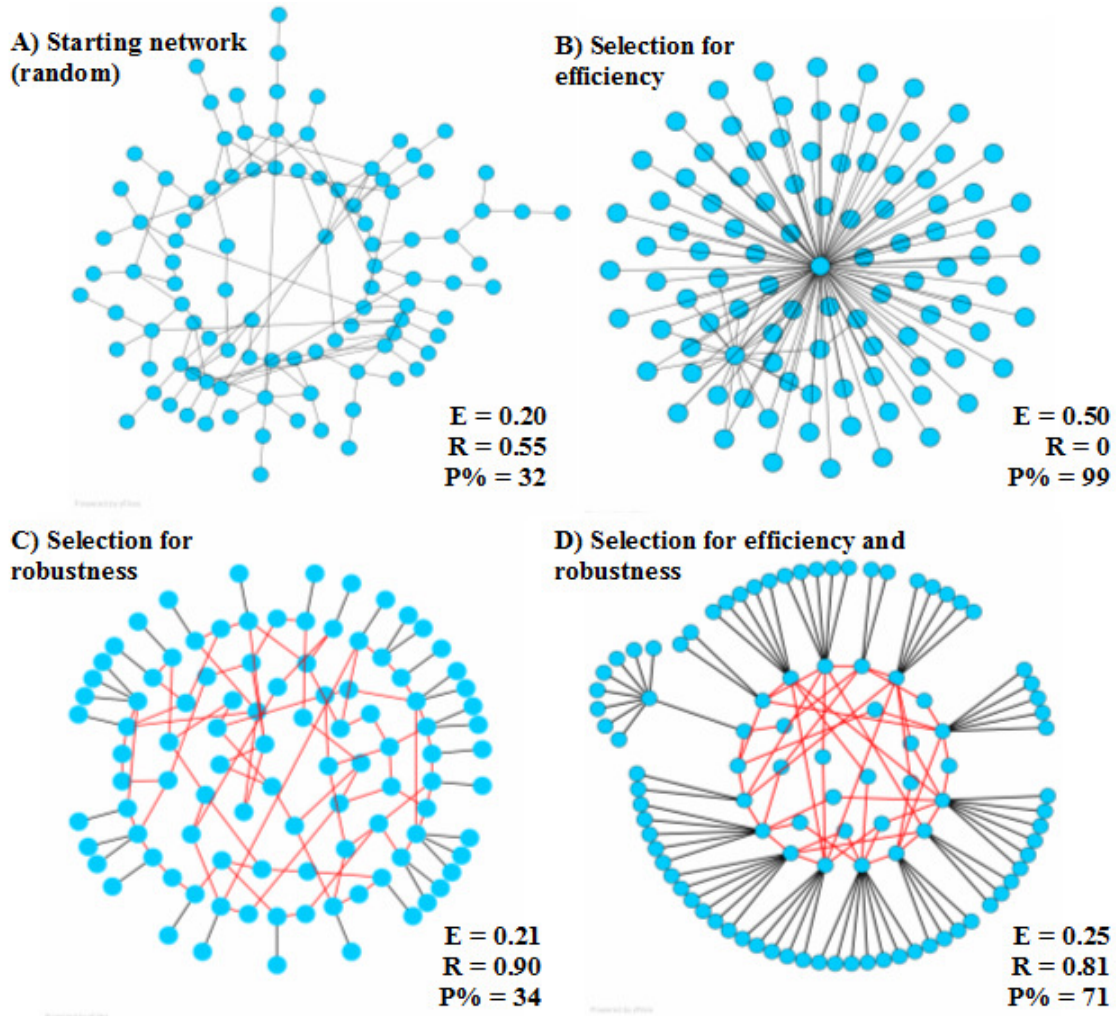 A) Starting network
(random)
E = 0.20
R = 0.55
P% = 32
B) Selection for
efficiency
E = 0.50
R = 0
P% = 99
C) Selection for
robustness
E = 0.21
R = 0.90
P% = 34
D) Selection for efficiency and
robustness
E = 0.25
R = 0.81
P% = 71